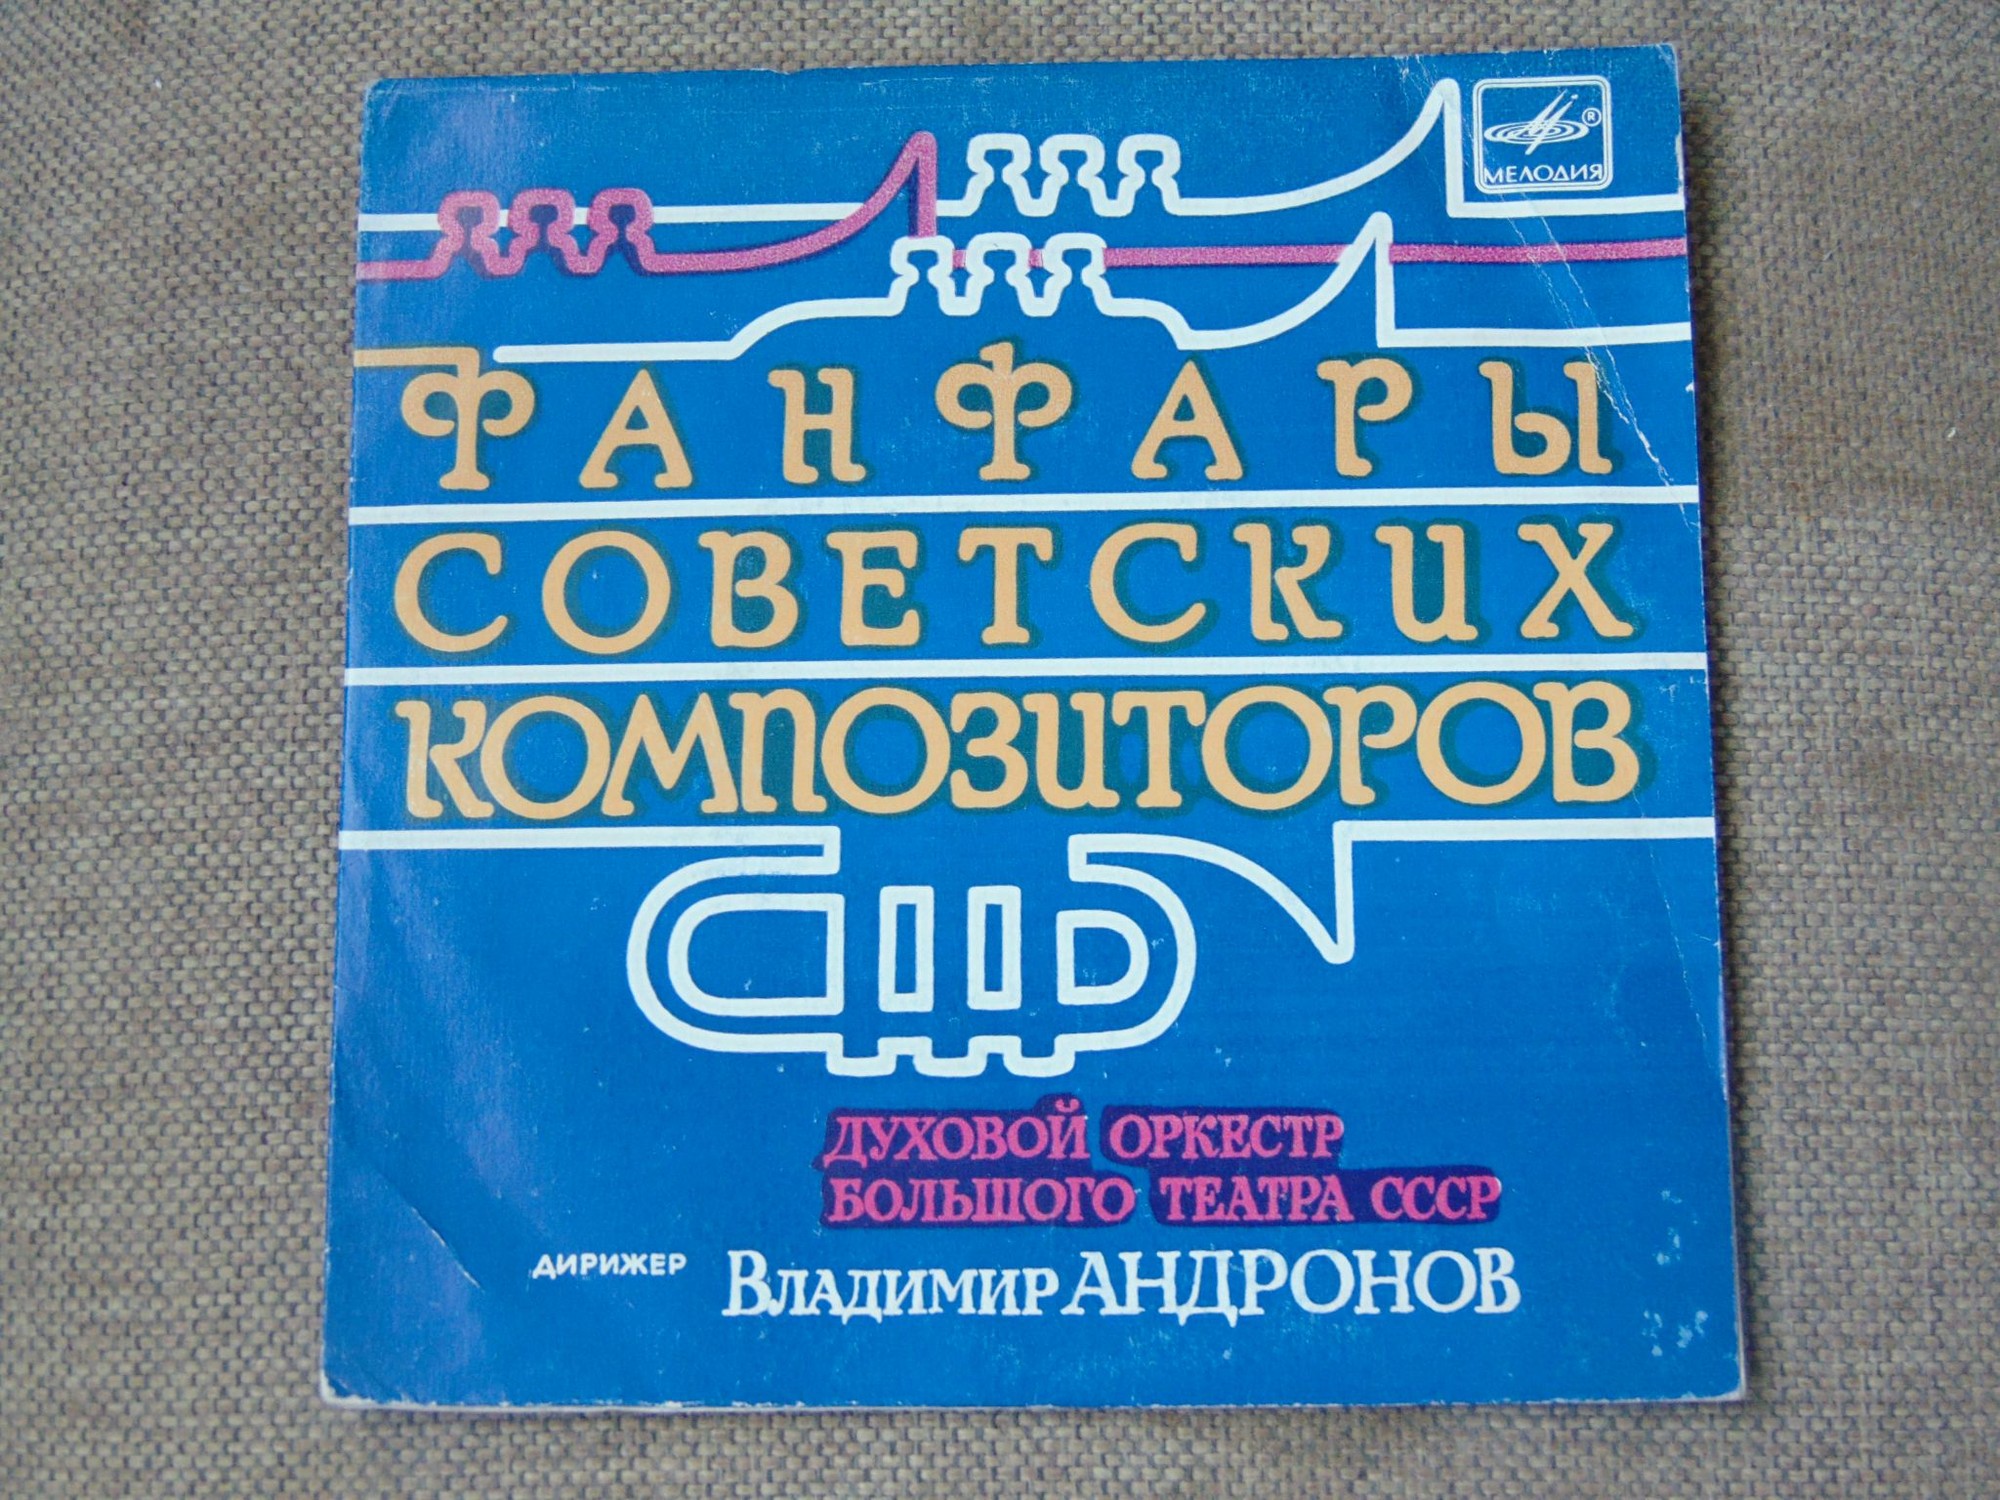 МЕЛОДИЯ
ФАНФАРЫ
СОВЕТСКИХ
КОМПОЗИТОРОВ
ДУХОВОЙ ОРКЕСТР
БОЛЬШОГО ТЕАТРА СССР
ДИРИЖЕР ВЛАДИМИР АНДРОНОВ